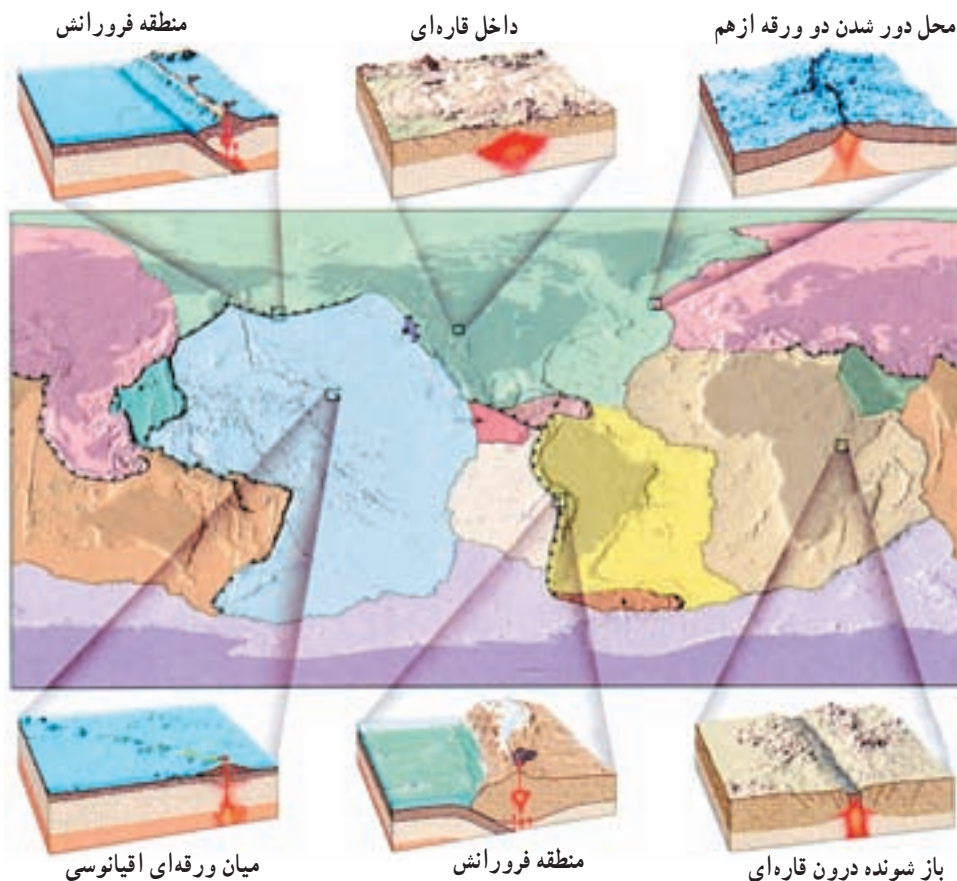 محل دور شدن دو ورقه ازهم
داخل قاره‌ای
منطقه فرورانش
باز شونده درون قاره‌ای
منطقه فرورانش
میان ورقه‌ای اقیانوسی